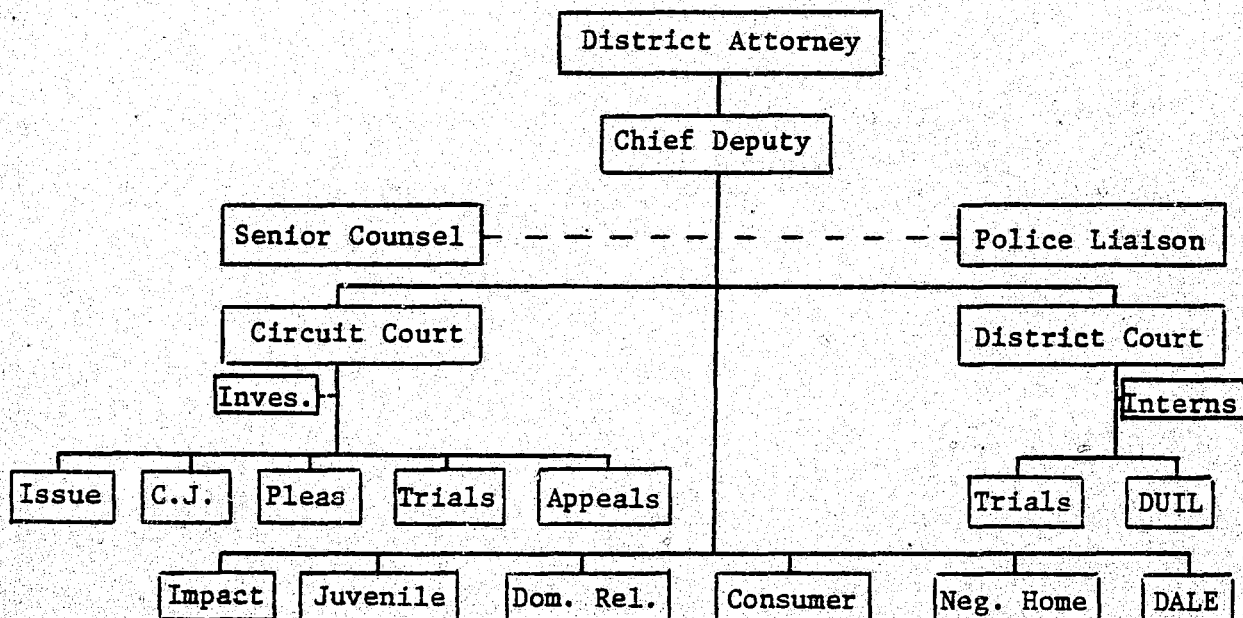 District Attorney
Chief Deputy
Senior Counsel
Police Liaison
Circuit Court
District Court
Inves.
Interns
Issue
C.J.
Pleas
Trials
Appeals
Trials
DUIL
Impact
Juvenile
Dom. Rel.
Consumer
Neg. Home
DALE